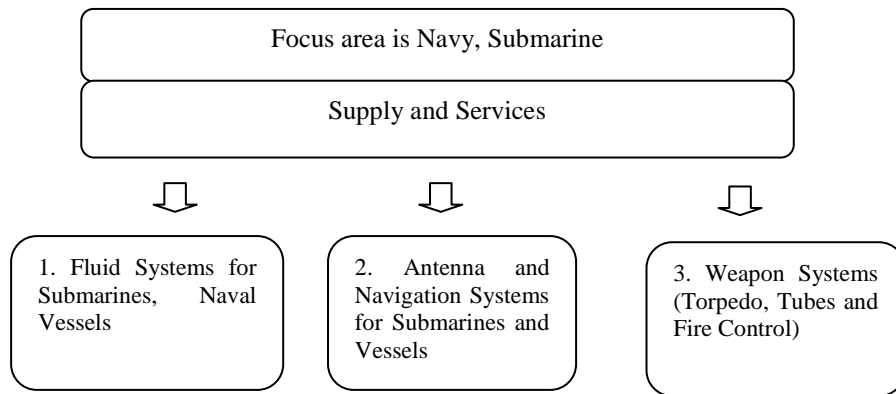 Focus area is Navy, Submarine
Supply and Services
1. Fluid Systems for
Submarines, Naval
Vessels
2. Antenna and
Navigation Systems
for Submarines and
Vessels
3. Weapon Systems
(Torpedo, Tubes and
Fire Control)